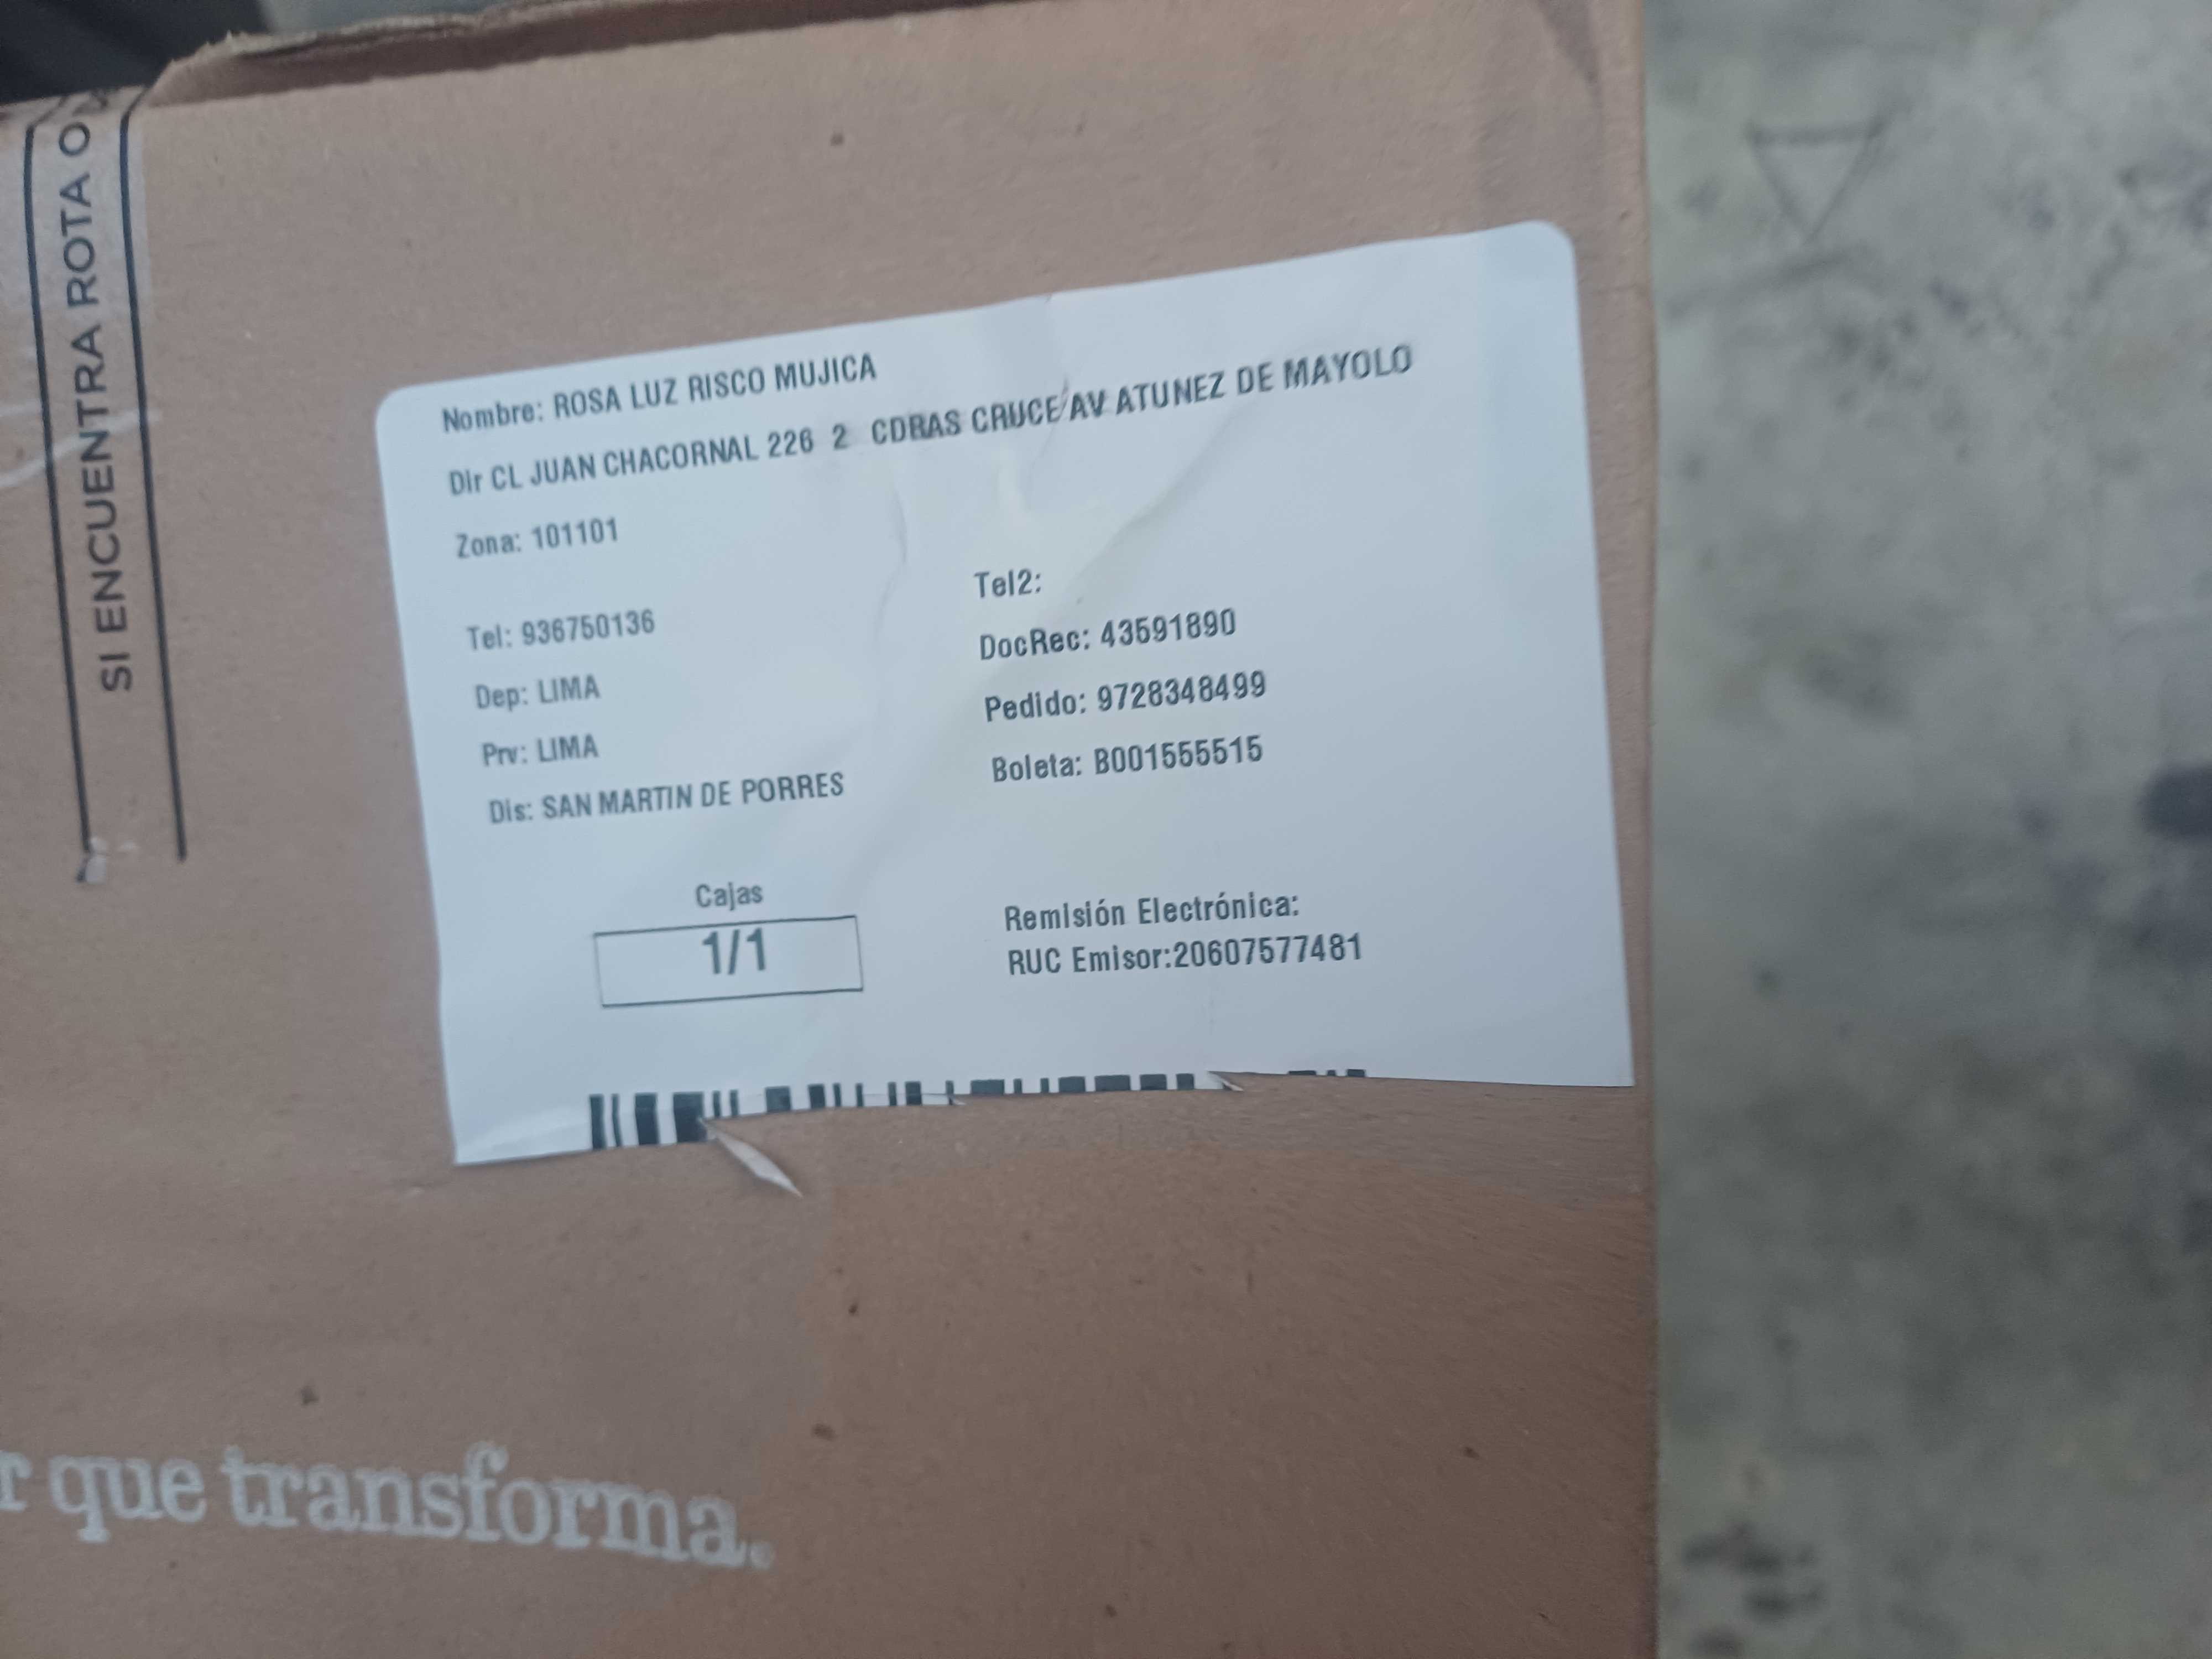 SI ENCUENTRA ROTA O
Nombre: ROSA LUZ RISCO MUJICA
Dir CL JUAN CHACORNAL 226 2 CDRAS CRUCE AV ATUNEZ DE MAYOLO
Zona: 101101
Tel: 936750136
Dep: LIMA
Prv: LIMA
Dis: SAN MARTIN DE PORRES
Tel2:
DocRec: 43591890
Pedido: 9728348499
Boleta: B001555515
Cajas
1/1
Remisión Electrónica:
RUC Emisor:20607577481
r que transforma.